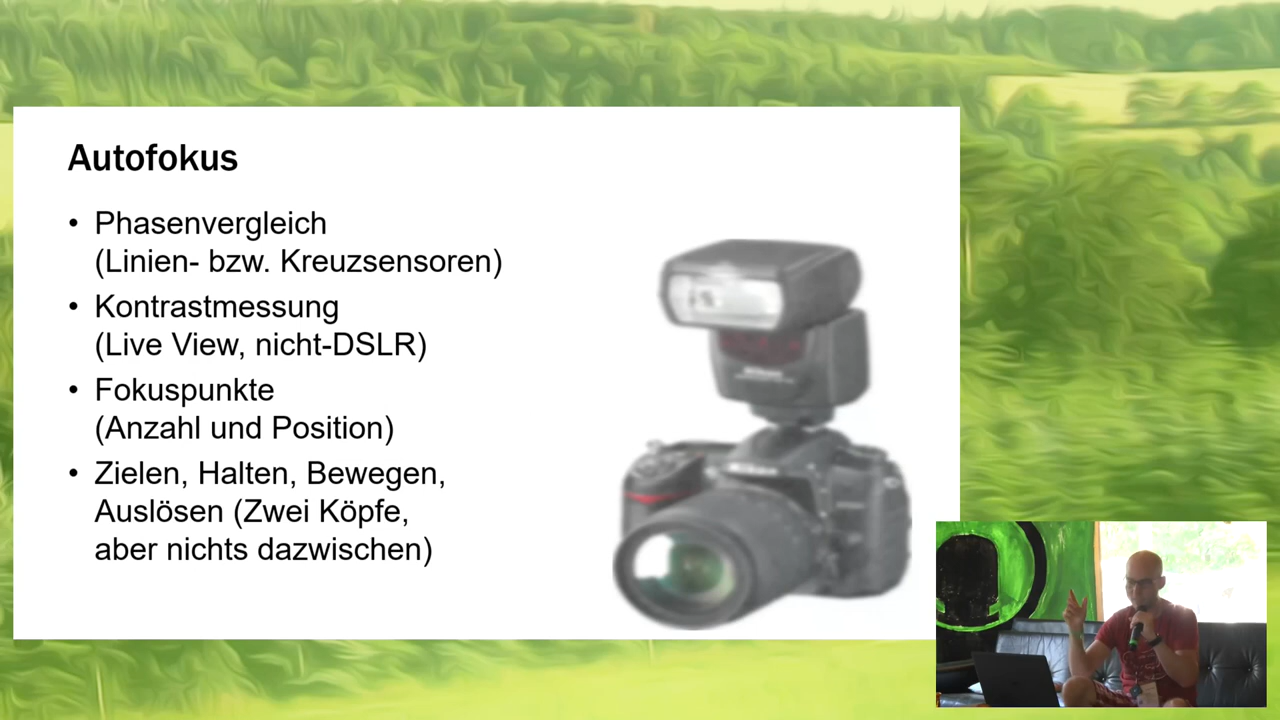 Autofokus
• Phasenvergleich
(Linien- bzw. Kreuzsensoren)
• Kontrastmessung
(Live View, nicht-DSLR)
• Fokuspunkte
(Anzahl und Position)
• Zielen, Halten, Bewegen,
Auslösen (Zwei Köpfe,
aber nichts dazwischen)